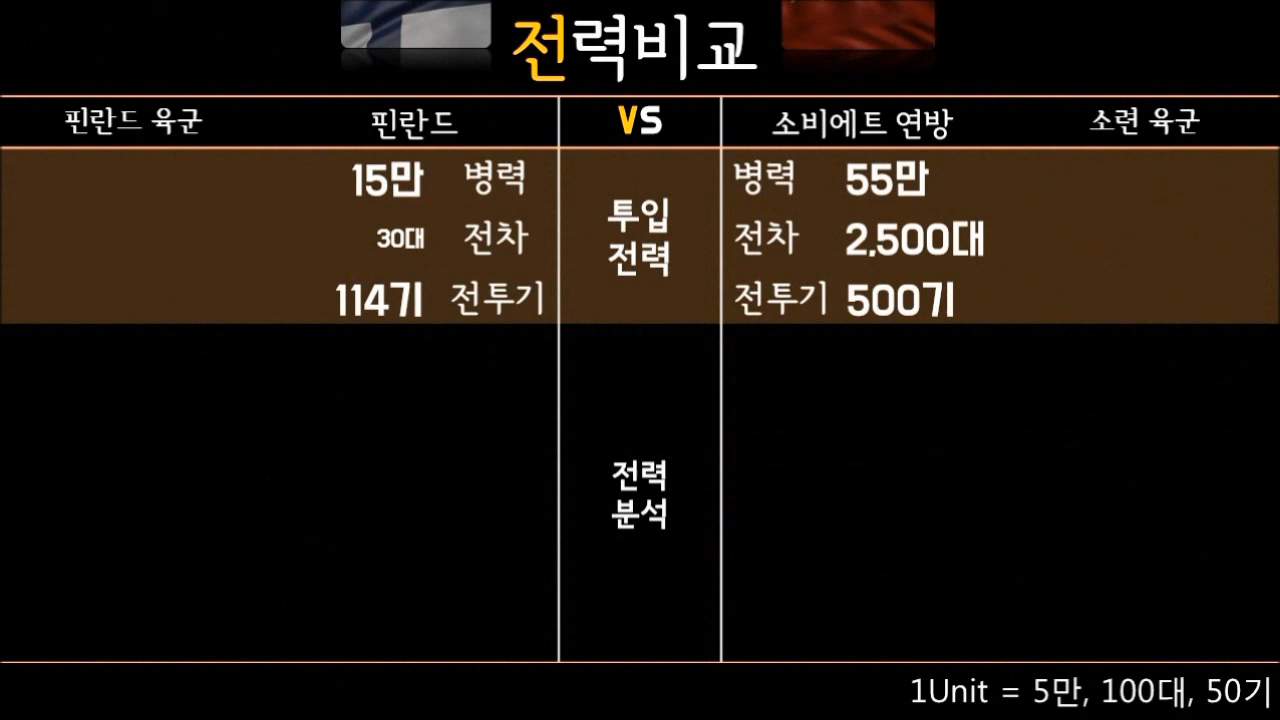 전력비교
핀란드 육군 핀란드 VS 소비에트 연방 소련 육군
15만 병력 투입 전력 병력 55만
30대 전차 전차 2,500대
114기 전투기 전투기 500기
전력
분석
1Unit = 5만, 100대, 50기